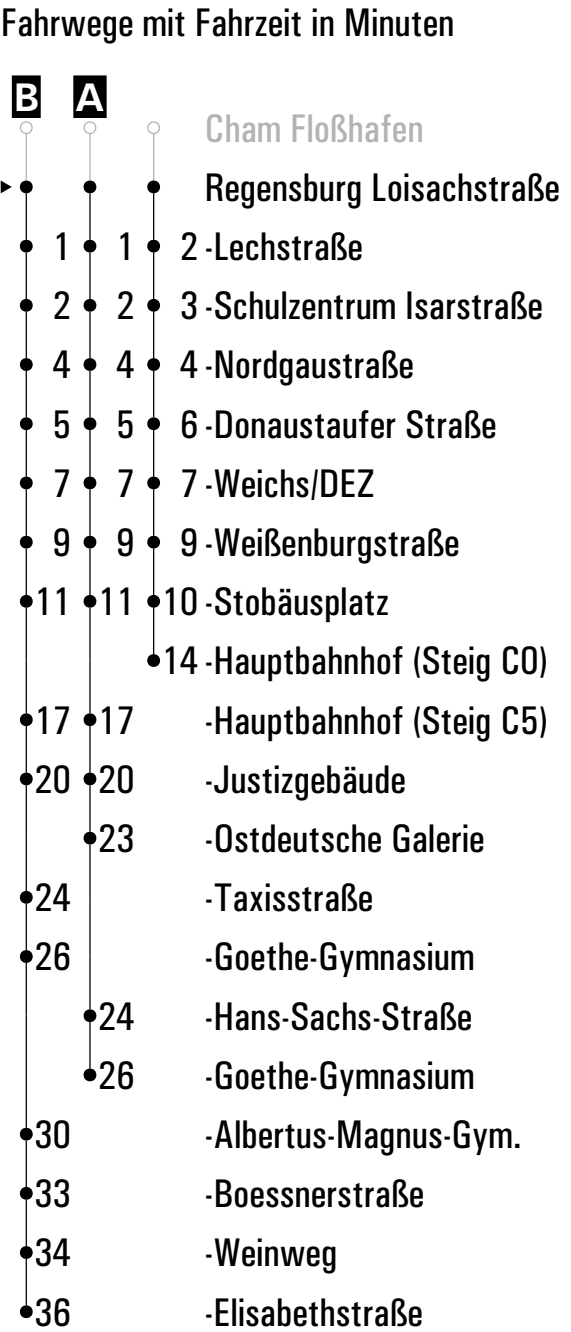 Fahrwege mit Fahrzeit in Minuten
B A
Cham Floßhafen
Regensburg Loisachstraße
1 1 2 -Lechstraße
2 2 3 -Schulzentrum Isarstraße
4 4 4 -Nordgaustraße
5 5 6 -Donaustaufer Straße
7 7 7 -Weichs/DEZ
9 9 9 -Weißenburgstraße
11 11 10 -Stobäusplatz
14 -Hauptbahnhof (Steig C0)
17 17 -Hauptbahnhof (Steig C5)
20 20 -Justizgebäude
23 -Ostdeutsche Galerie
24 -Taxisstraße
26 -Goethe-Gymnasium
24 -Hans-Sachs-Straße
26 -Goethe-Gymnasium
30 -Albertus-Magnus-Gym.
33 -Boessnerstraße
34 -Weinweg
36 -Elisabethstraße